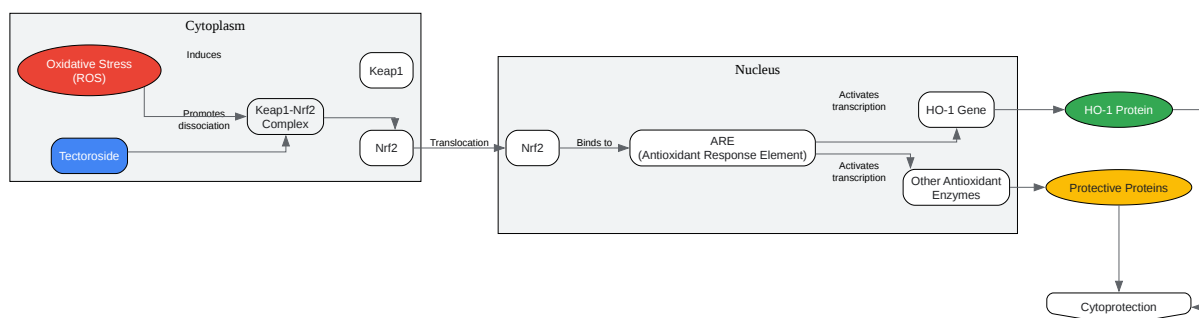 Cytoplasm
Oxidative Stress
(ROS)
Induces
Keap1
Promotes
dissociation
Keap1-Nrf2
Complex
Tectoroside
Nrf2
Translocation
Nucleus
Nrf2
Binds to
ARE
(Antioxidant Response Element)
Activates
transcription
HO-1 Gene
Activates
transcription
Other Antioxidant
Enzymes
HO-1 Protein
Protective Proteins
Cytoprotection